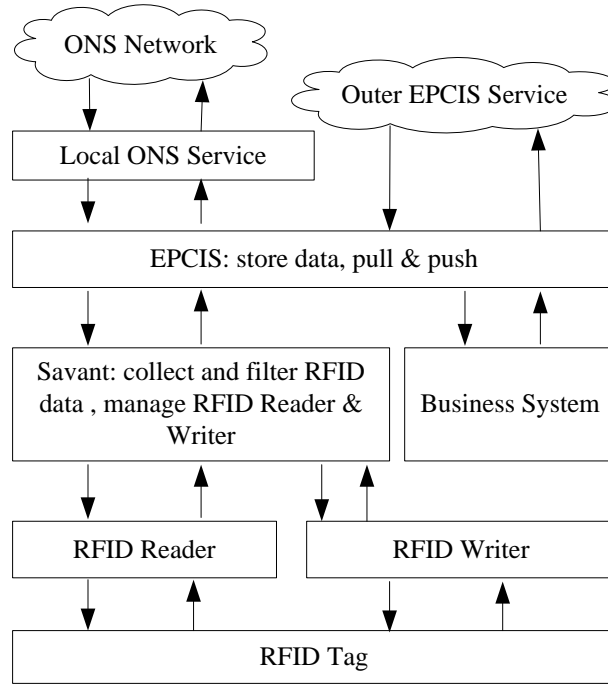 ONS Network
Outer EPCIS Service
Local ONS Service
EPCIS: store data, pull & push
Savant: collect and filter RFID
data , manage RFID Reader &
Writer
Business System
RFID Reader
RFID Writer
RFID Tag